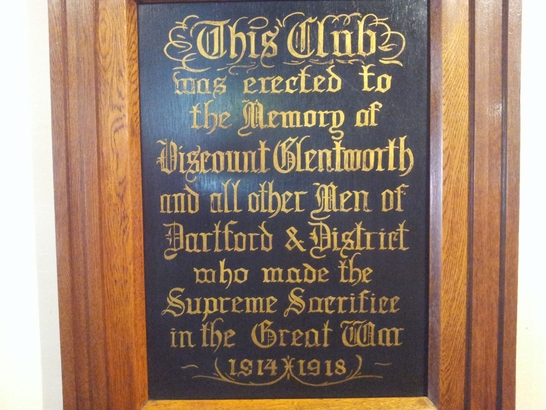 This Club
was erected to
the Memory of
Viscount Glentworth
and all other Men of
Dartford & District
who made the
Supreme Sacrifice
in the Great War
(1914 1918)